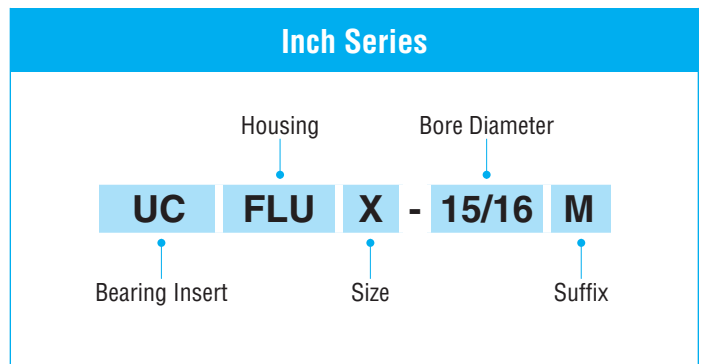 Inch Series
Housing Bore Diameter
UC FLU X - 15/16 M
Bearing Insert Size Suffix